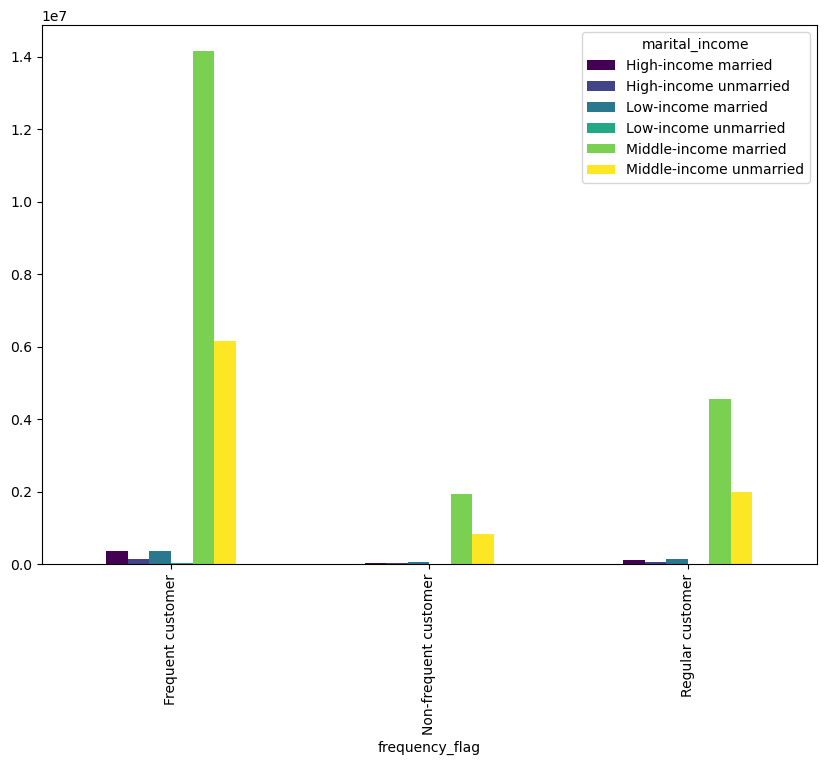 1e7
1.4
1.2
1.0
0.8
0.6
0.4
0.2
0.0
marital_income
High-income married
High-income unmarried
Low-income married
Low-income unmarried
Middle-income married
Middle-income unmarried
Frequent customer
Non-frequent customer
Regular customer
frequency_flag